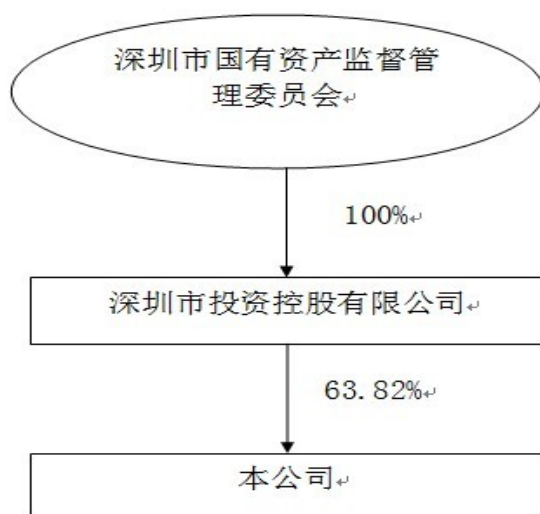 深圳市国有资产监督管
理委员会↵
100%↵
深圳市投资控股有限公司↵
63.82%↵
本公司↵